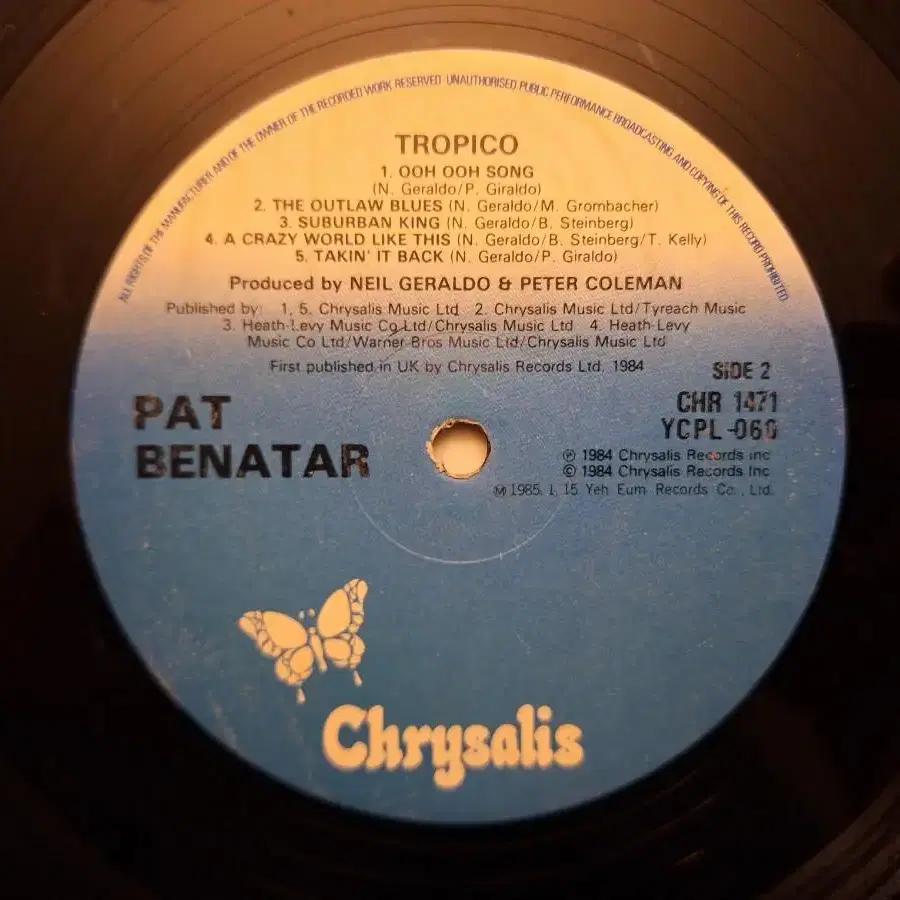 ALL RIGHTS OF THE MANUFACTURER AND OF THE OWNER OF THE RECORDED WORK RESERVED UNAUTHORISED PUBLIC PERFORMANCE BROADCASTING AND COPYING OF THIS RECORD PROHIBITED
TROPICO
1. OOH OOH SONG
(N. Geraldo/P. Giraldo)
2. THE OUTLAW BLUES (N. Geraldo/M. Grombacher)
3. SUBURBAN KING (N. Geraldo/B. Steinberg)
4. A CRAZY WORLD LIKE THIS (N. Geraldo/B. Steinberg/T. Kelly)
5. TAKIN' IT BACK (N. Geraldo/P. Giraldo)
Produced by NEIL GERALDO & PETER COLEMAN
Published by: 1, 5. Chrysalis Music Ltd 2. Chrysalis Music Ltd/Tyreach Music
3. Heath-Levy Music Co Ltd/Chrysalis Music Ltd 4. Heath-Levy
Music Co Ltd/Warner Bros Music Ltd/Chrysalis Music Ltd
First published in UK by Chrysalis Records Ltd. 1984
SIDE 2
CHR 1471
YCPL-060
PAT
BENATAR
Ⓟ 1984 Chrysalis Records Inc
© 1984 Chrysalis Records Inc
Ⓜ 1985. 1. 15 Yeh Eum Records Co., Ltd.
Chrysalis